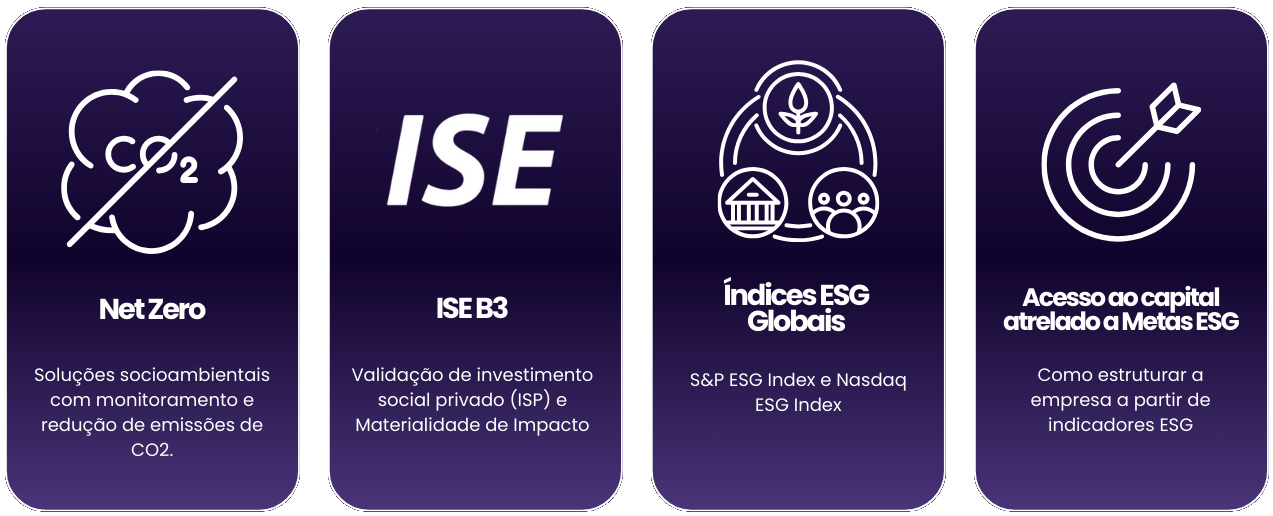 CO2
Net Zero
Soluções socioambientais
com monitoramento e
redução de emissões de
CO2.
ISE
ISE B3
Validação de investimento
social privado (ISP) e
Materialidade de Impacto
Índices ESG
Globais
S&P ESG Index e Nasdaq
ESG Index
Acesso ao capital
atrelado a Metas ESG
Como estruturar a
empresa a partir de
indicadores ESG